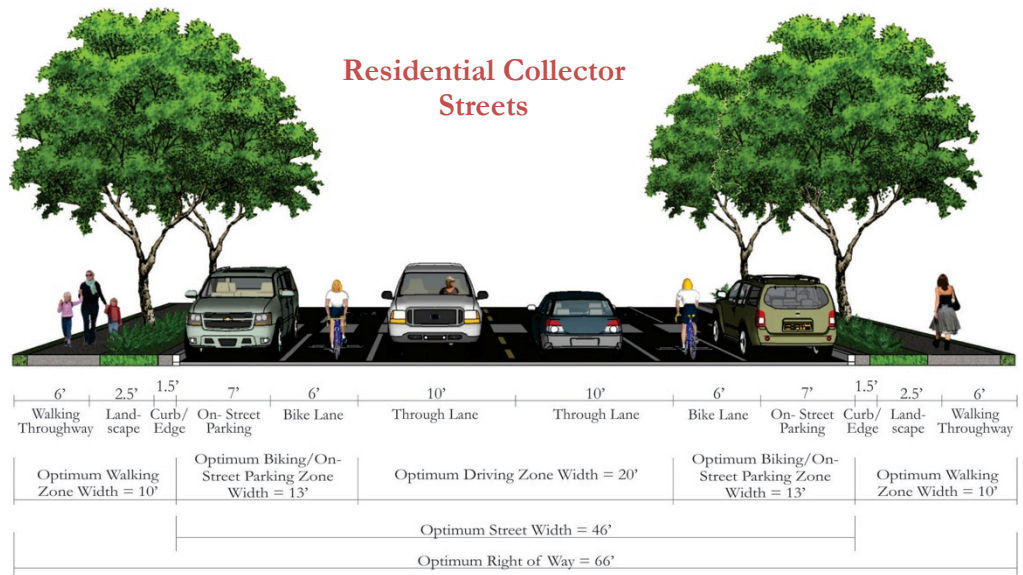 Residential Collector
Streets
6’ 2.5’ 1.5’ 7’ 6’ 10’ 10’ 6’ 7’ 1.5’ 2.5’ 6’
Walking
Throughway
Land-
scape
Curb/
Edge
On- Street
Parking
Bike Lane
Through Lane
Through Lane
Bike Lane
On- Street
Parking
Curb/
Edge
Land-
scape
Walking
Throughway
Optimum Walking
Zone Width = 10’
Optimum Biking/On-
Street Parking Zone
Width = 13’
Optimum Driving Zone Width = 20’
Optimum Biking/On-
Street Parking Zone
Width = 13’
Optimum Walking
Zone Width = 10’
Optimum Street Width = 46’
Optimum Right of Way = 66’